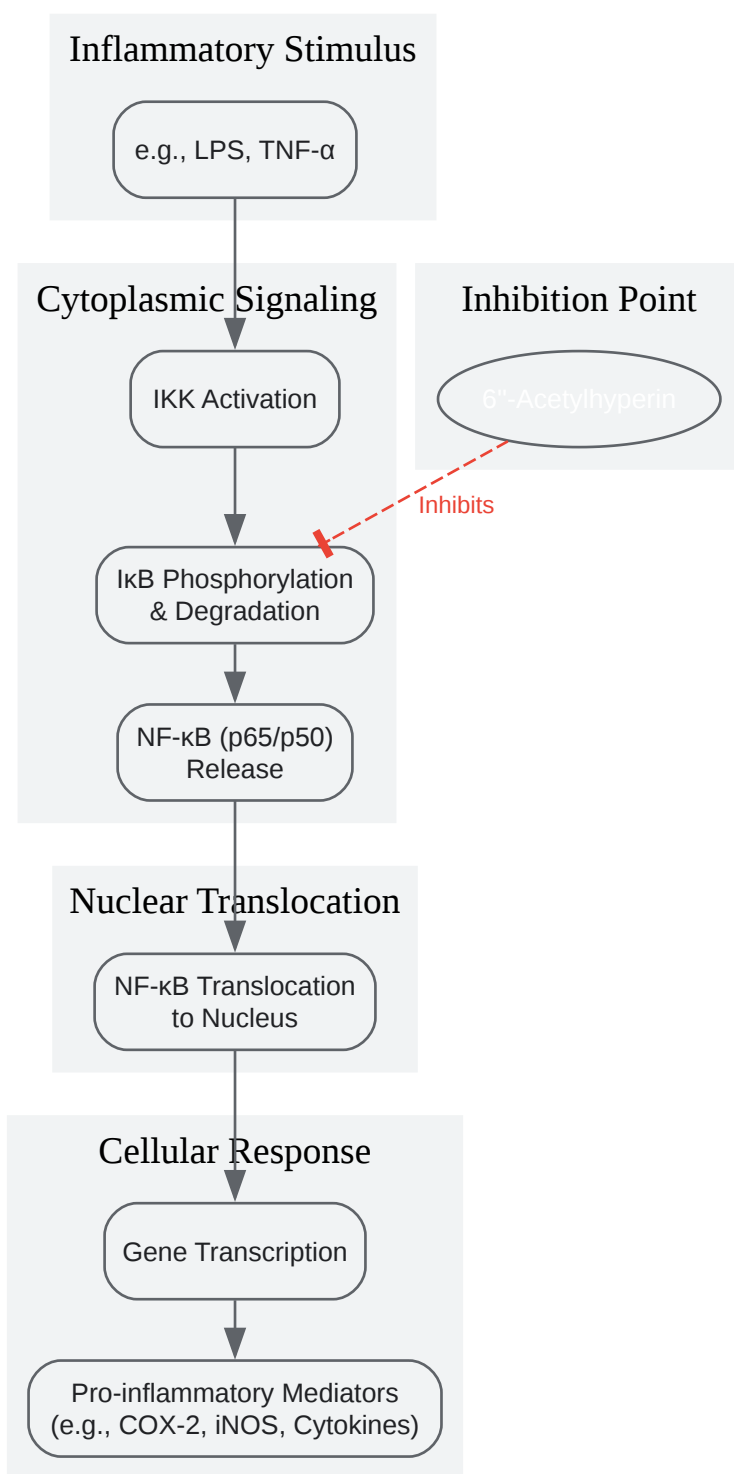 Inflammatory Stimulus
e.g., LPS, TNF-α
Cytoplasmic Signaling
Inhibition Point
IKK Activation
6''-Acetylhyperin
Inhibits
IκB Phosphorylation
& Degradation
NF-κB (p65/p50)
Release
Nuclear Translocation
NF-κB Translocation
to Nucleus
Cellular Response
Gene Transcription
Pro-inflammatory Mediators
(e.g., COX-2, iNOS, Cytokines)